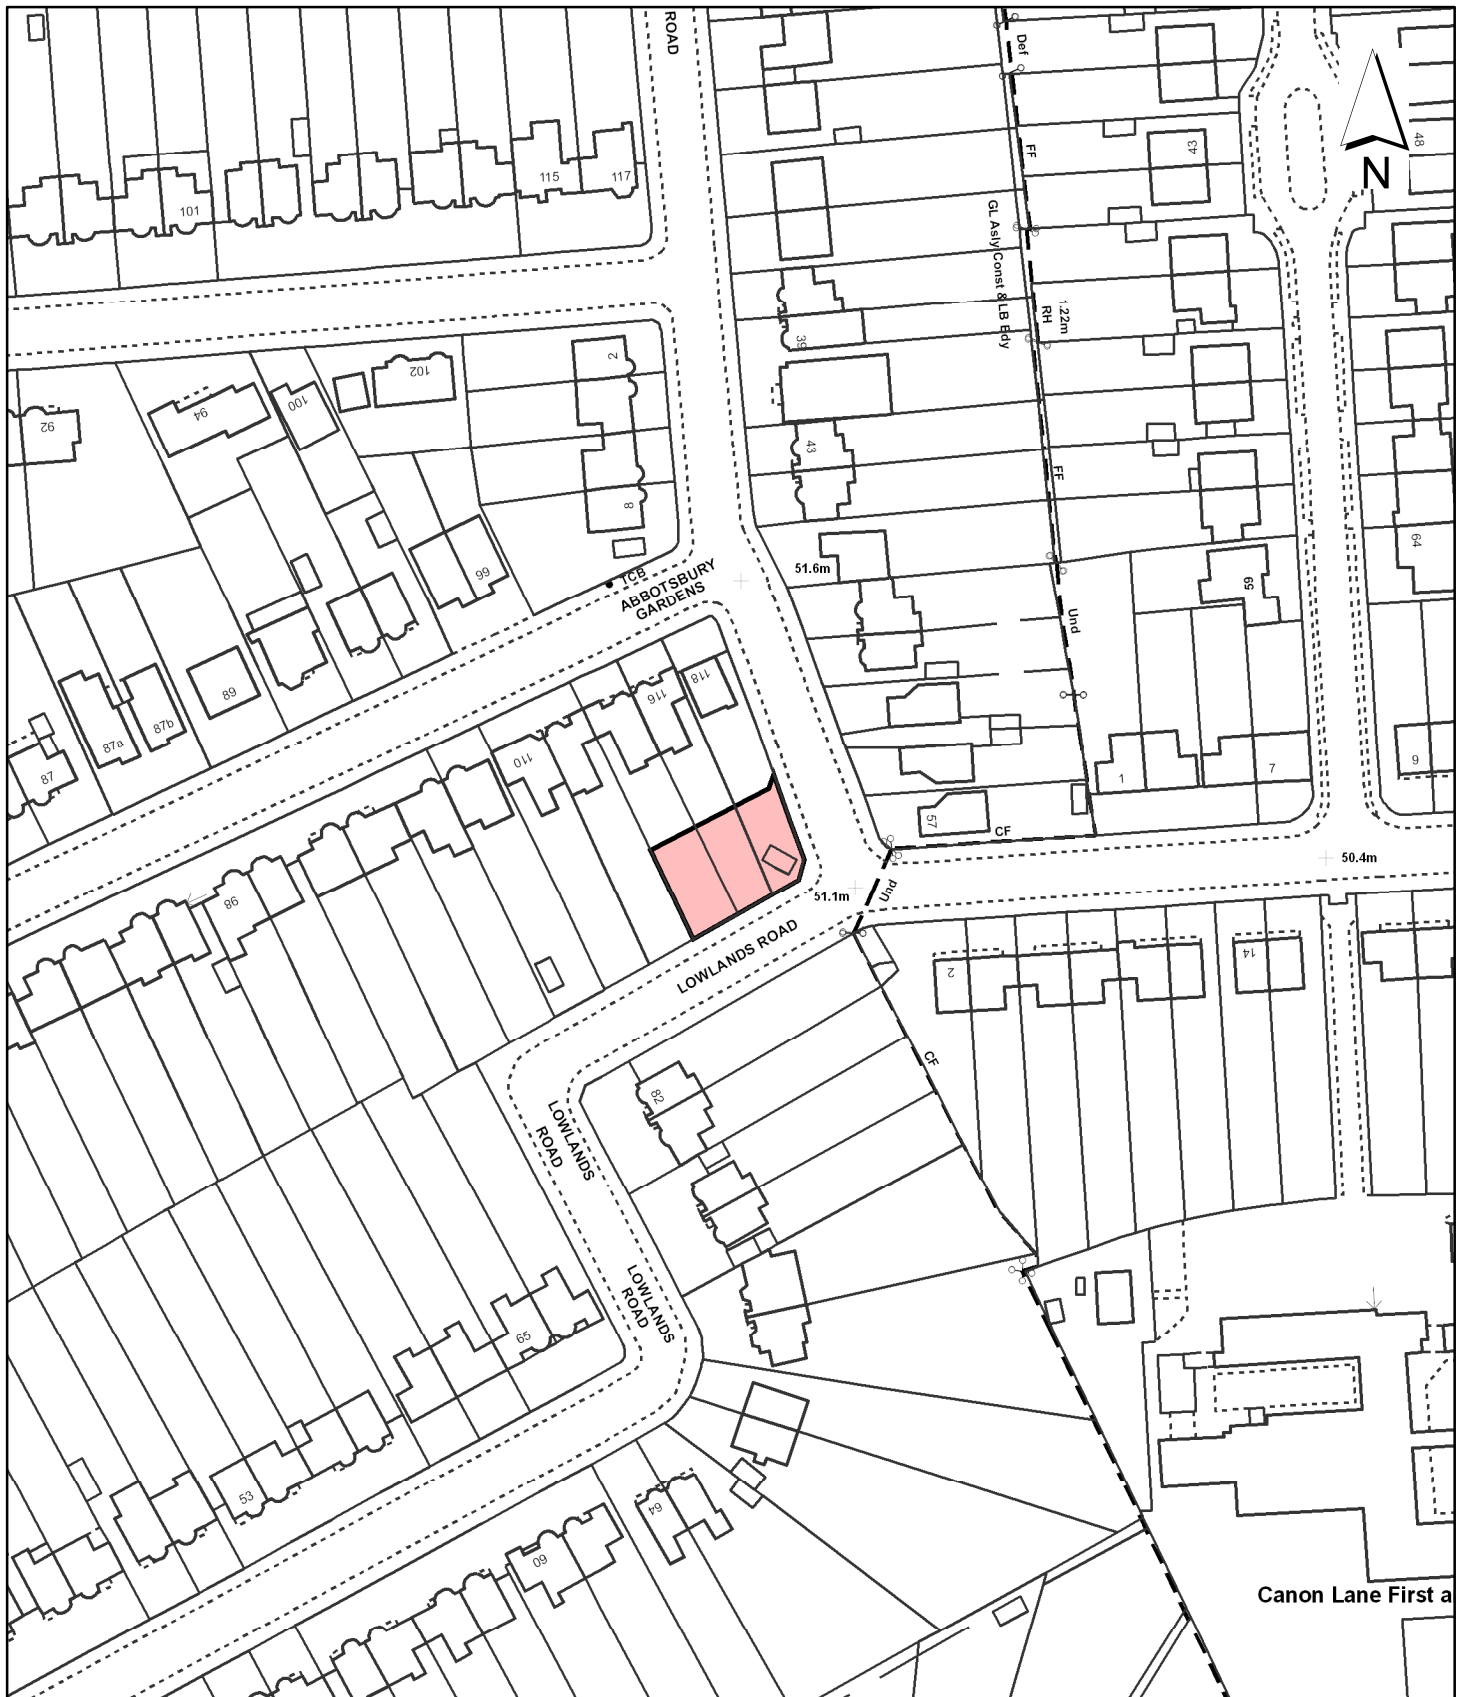 ROAD
Def
48
N
FF
43
115
117
101
GL Asly Const & LB Bdy
RH
1.22m
39
2
102
100
94
92
43
FF
8
64
51.6m
59
99
TCB
ABBOTSBURY
GARDENS
Und
118
116
89
87b
87a
87
110
1
7
9
57
CF
50.4m
Und
51.1m
98
LOWLANDS ROAD
2
14
CF
82
LOWLANDS
ROAD
LOWLANDS
ROAD
65
53
64
60
Canon Lane First a